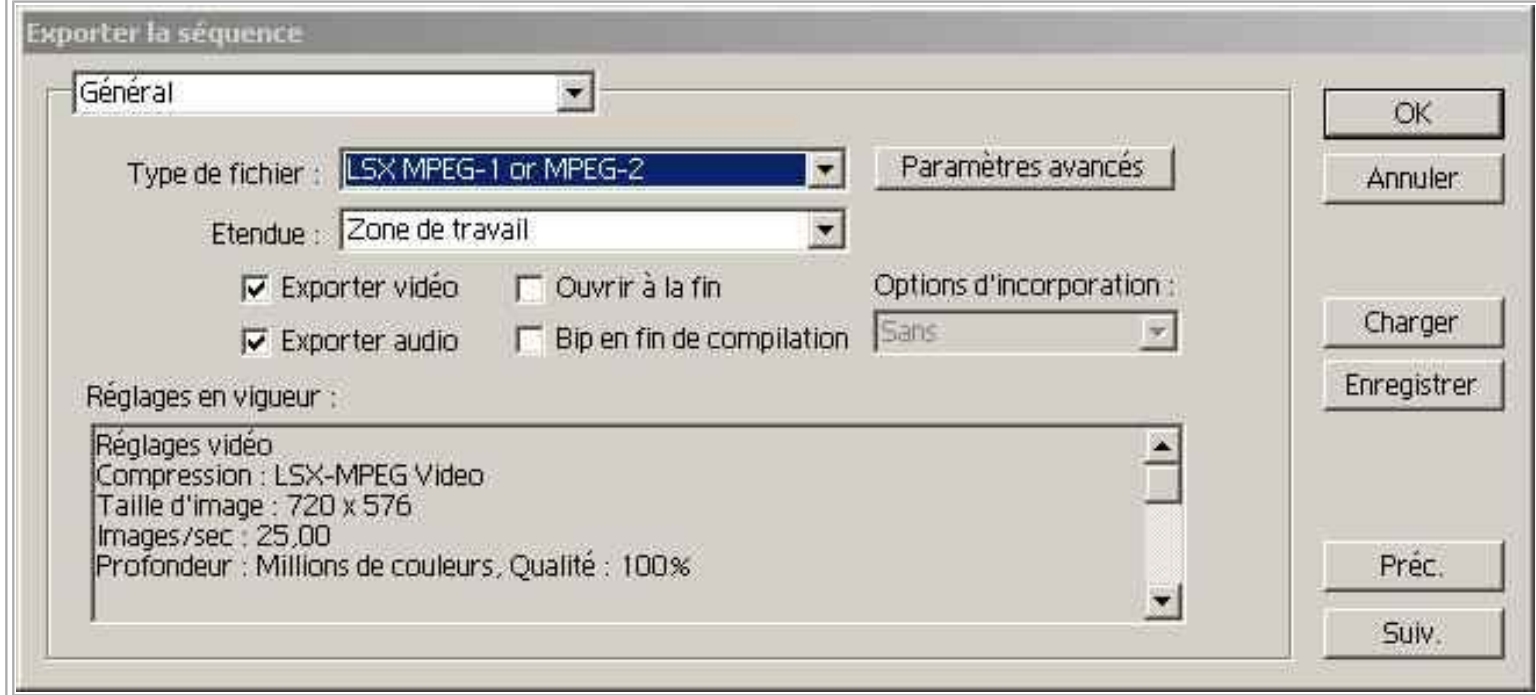 Exporter la séquence
Général
OK
Type de fichier : LSX MPEG-1 or MPEG-2 Paramètres avancés
Annuler
Etendue : Zone de travail
Exporter vidéo Ouvrir à la fin Options d'incorporation :
Exporter audio Bip en fin de compilation Sans
Charger
Enregistrer
Réglages en vigueur :
Réglages vidéo
Compression : LSX-MPEG Video
Taille d'image : 720 x 576
Images/sec : 25,00
Profondeur : Millions de couleurs, Qualité : 100%
Préc.
Suiv.